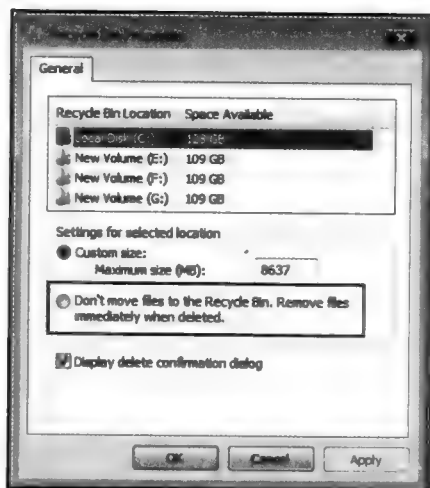 General
Recycle Bin Location Space Available
Local Disk (C:)
New Volume (E:) 109 GB
New Volume (F:) 109 GB
New Volume (G:) 109 GB
Settings for selected location
Custom size:
Maximum size (MB): 8637
Don't move files to the Recycle Bin. Remove files
immediately when deleted.
Display delete confirmation dialog
OK Cancel Apply